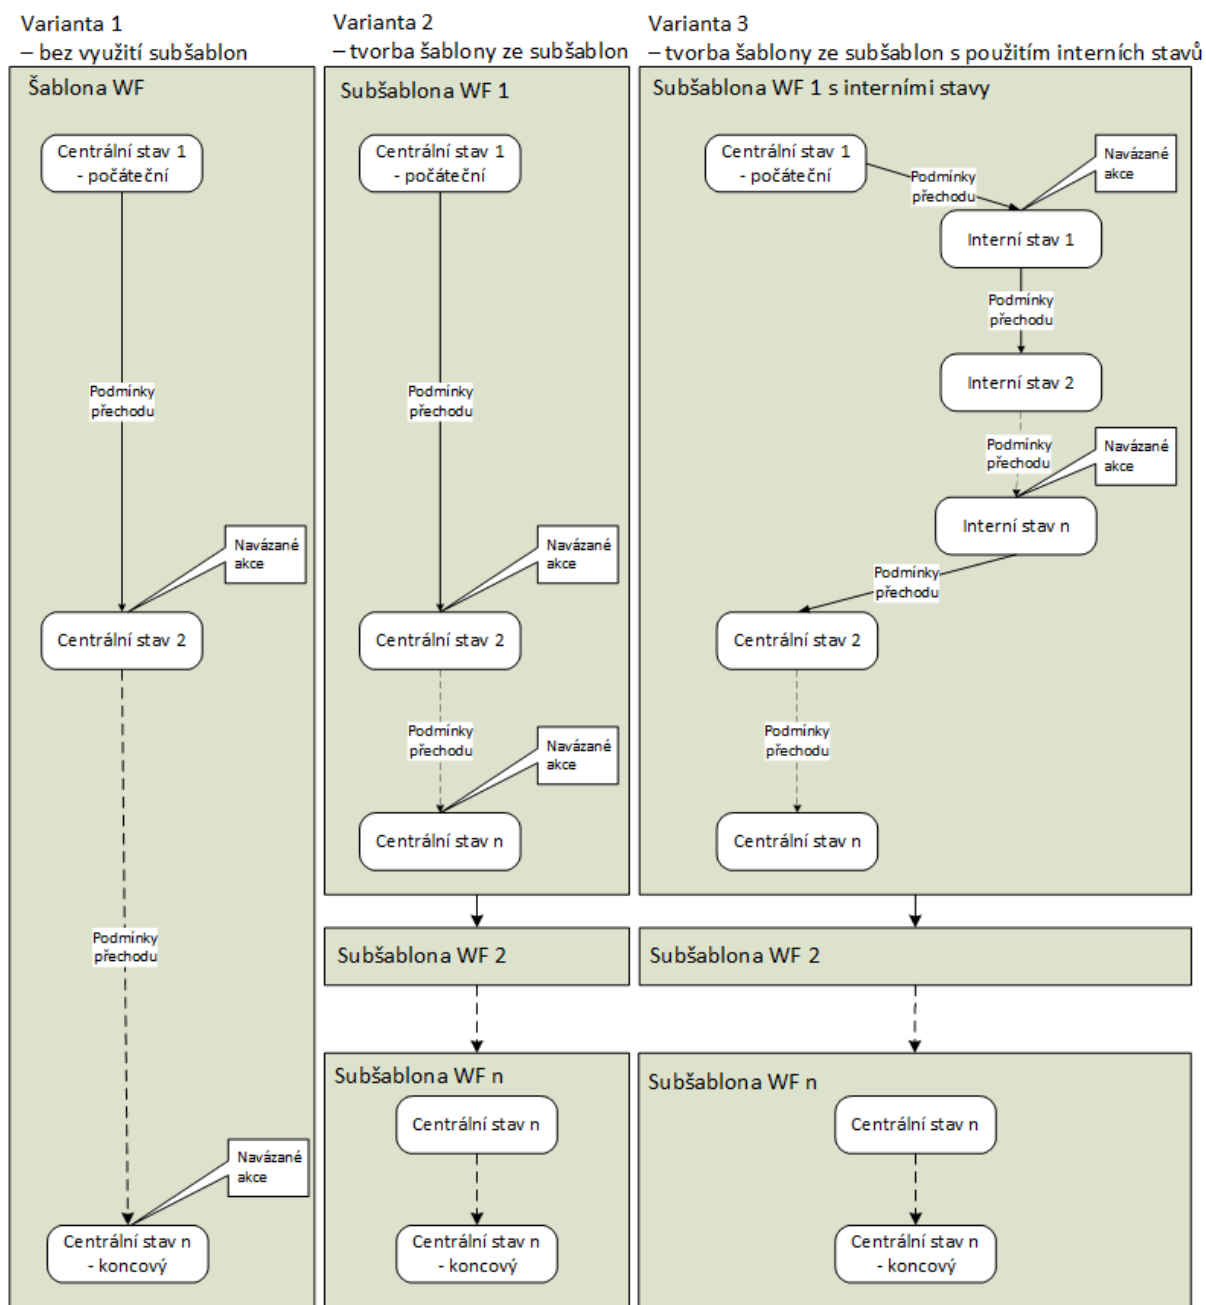 Varianta 1
– bez využití subšablon
Šablona WF
Centrální stav 1
- počáteční
Podmínky
přechodu
Navázané
akce
Centrální stav 2
Podmínky
přechodu
Navázané
akce
Centrální stav n
- koncový
Varianta 2
– tvorba šablony ze subšablon
Subšablona WF 1
Centrální stav 1
- počáteční
Podmínky
přechodu
Navázané
akce
Centrální stav 2
Podmínky
přechodu
Navázané
akce
Centrální stav n
Subšablona WF 2
Subšablona WF n
Centrální stav n
Centrální stav n
- koncový
Varianta 3
– tvorba šablony ze subšablon s použitím interních stavů
Subšablona WF 1 s interními stavy
Centrální stav 1
- počáteční
Podmínky
přechodu
Navázané
akce
Interní stav 1
Podmínky
přechodu
Interní stav 2
Podmínky
přechodu
Navázané
akce
Interní stav n
Podmínky
přechodu
Centrální stav 2
Podmínky
přechodu
Centrální stav n
Subšablona WF 2
Subšablona WF n
Centrální stav n
Centrální stav n
- koncový